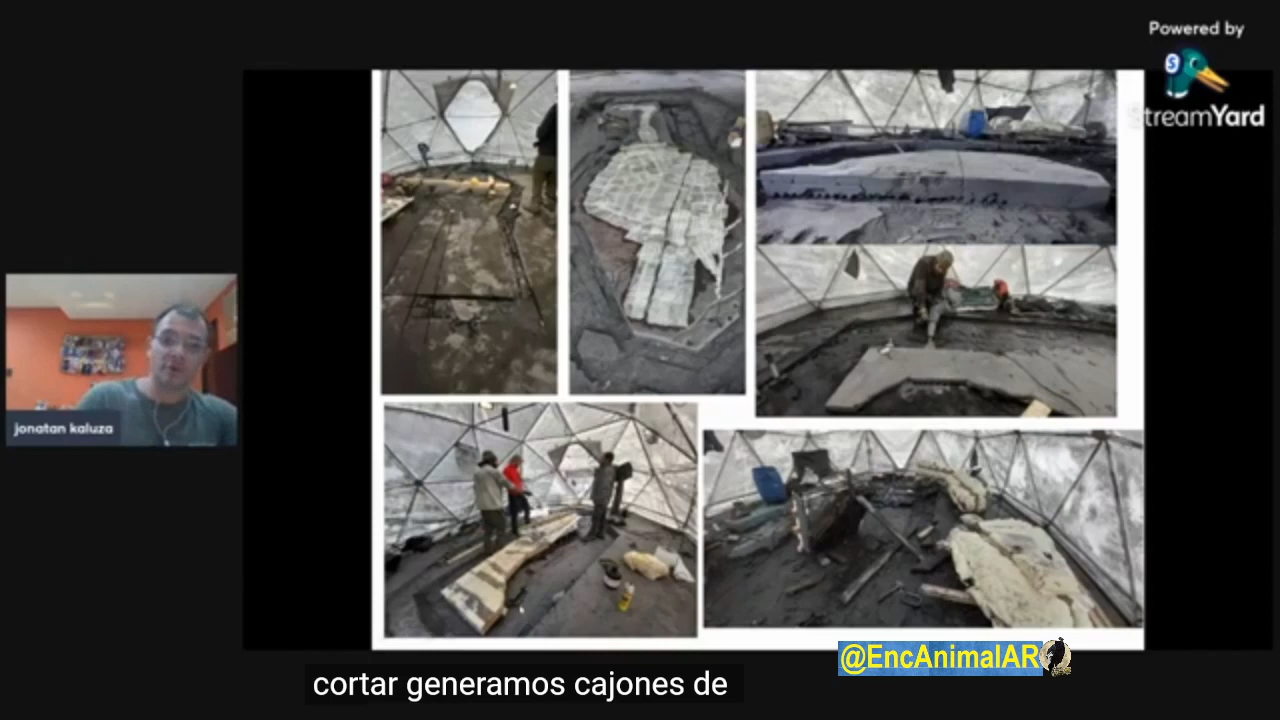 Powered by
StreamYard
jonatan kaluza
@EncAnimalAR
cortar generamos cajones de